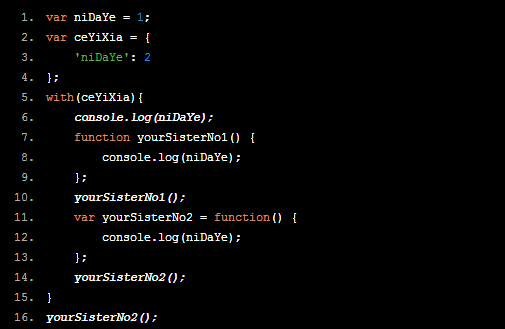 1. var niDaYe = 1;
2. var ceYiXia = {
3.     'niDaYe': 2
4. };
5. with(ceYiXia){
6.     console.log(niDaYe);
7.     function yourSisterNo1() {
8.         console.log(niDaYe);
9.     };
10.     yourSisterNo1();
11.     var yourSisterNo2 = function() {
12.         console.log(niDaYe);
13.     };
14.     yourSisterNo2();
15. }
16. yourSisterNo2();